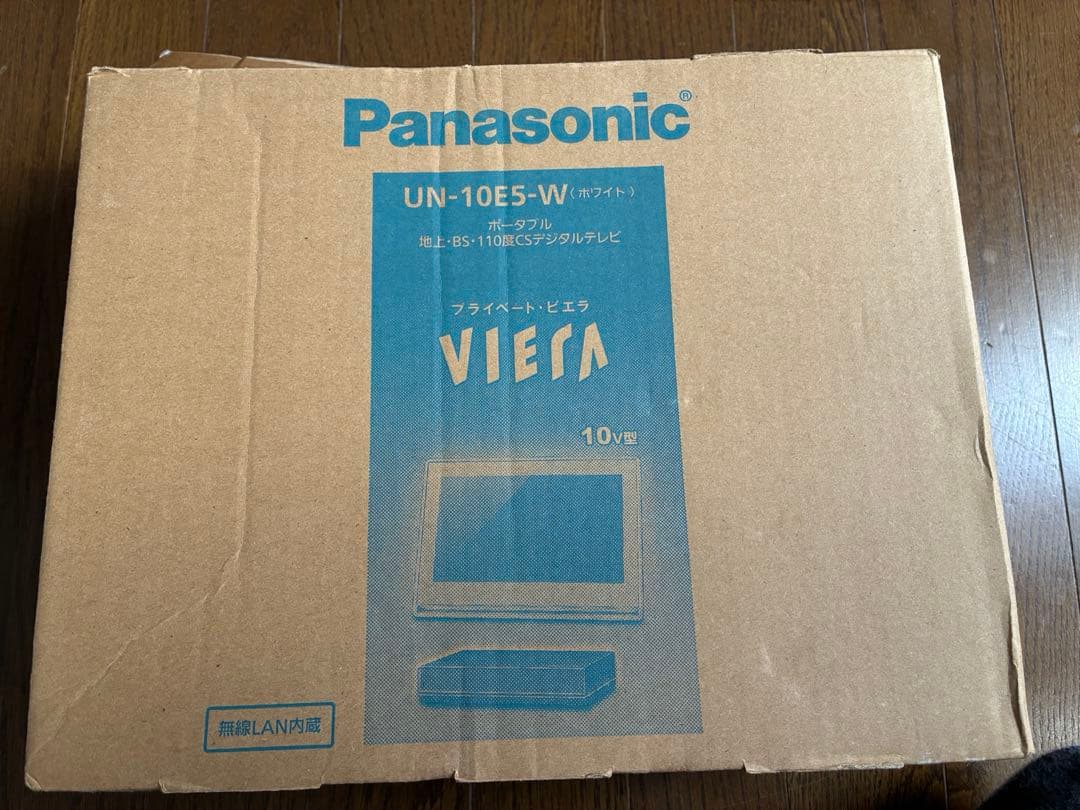 Panasonic®
UN-10E5-W（ホワイト）
ポータブル
地上・BS・110度CSデジタルテレビ
プライベート・ビエラ
VIErA
10V型
無線LAN内蔵